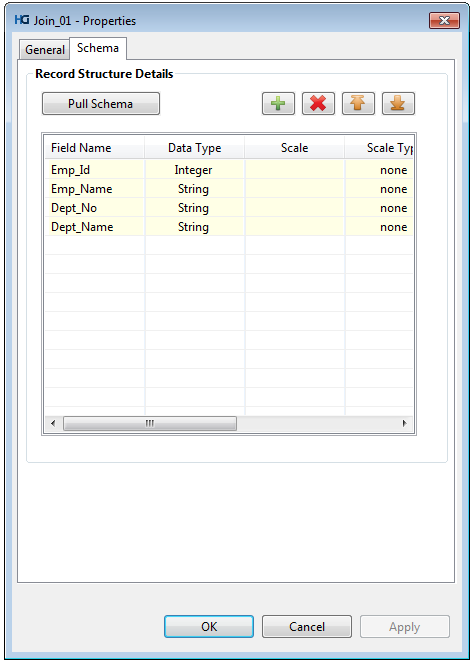 HG Join_01 - Properties
General Schema
Record Structure Details
Pull Schema
Field Name Data Type Scale Scale Typ
Emp_Id Integer none
Emp_Name String none
Dept_No String none
Dept_Name String none
OK Cancel Apply